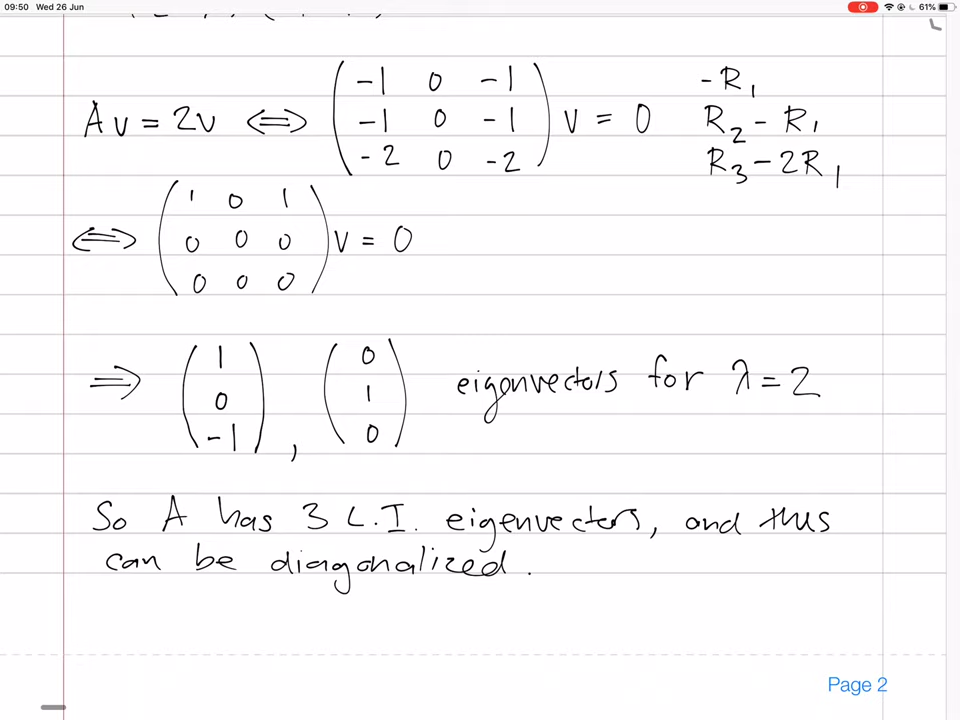 09:50 Wed 26 Jun 61%
Av = 2v ⟺ (-1 0 -1; -1 0 -1; -2 0 -2) v = 0 -R₁ R₂ - R₁ R₃ - 2R₁
⟺ (1 0 1; 0 0 0; 0 0 0) v = 0
⟹ (1; 0; -1), (0; 1; 0) eigenvectors for λ = 2
So A has 3 L.I. eigenvectors, and thus
can be diagonalized.
Page 2